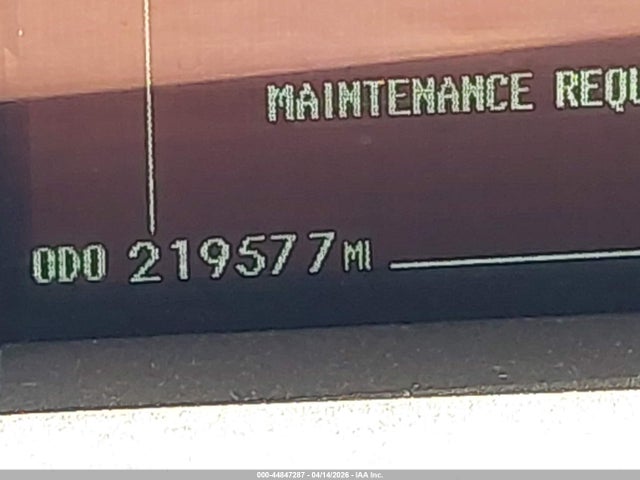 MAINTENANCE REQU
ODO 219577 MI
000-44847287 - 04/14/2026 - IAA Inc.